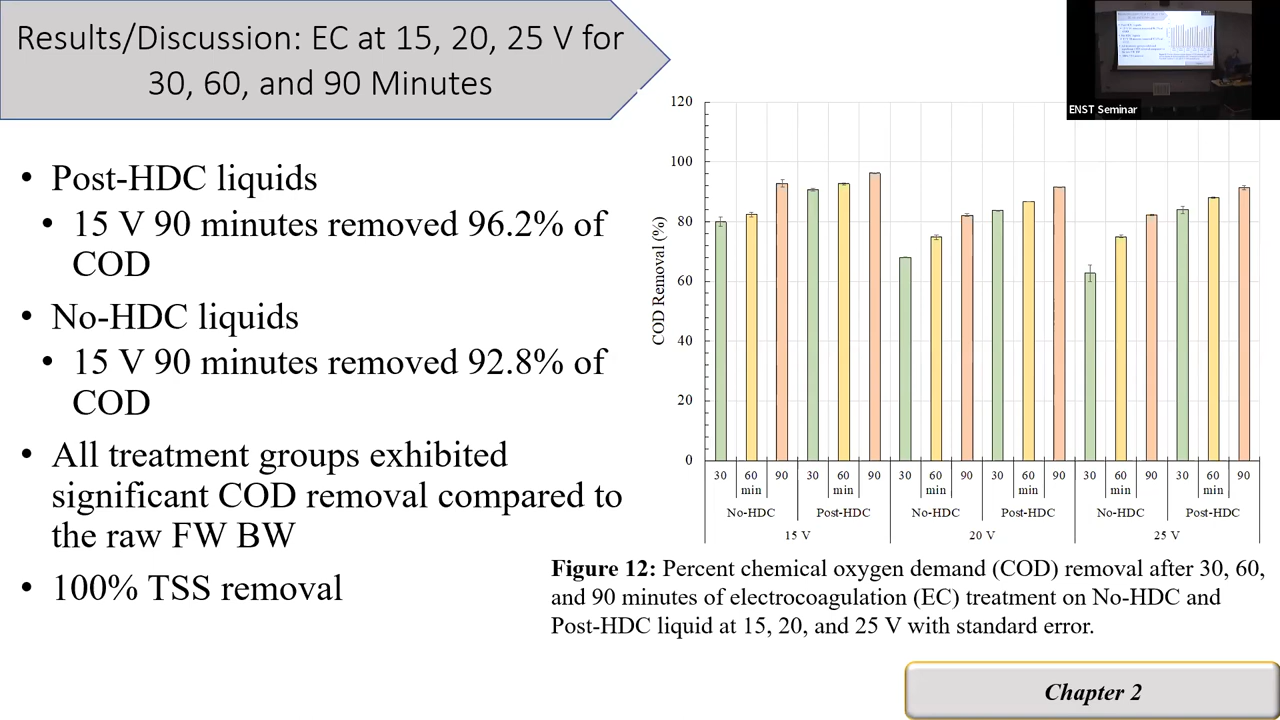 Results/Discussion: EC at 15, 20, 25 V for
30, 60, and 90 Minutes
ENST Seminar
• Post-HDC liquids
• 15 V 90 minutes removed 96.2% of
COD
• No-HDC liquids
• 15 V 90 minutes removed 92.8% of
COD
• All treatment groups exhibited
significant COD removal compared to
the raw FW BW
• 100% TSS removal
COD Removal (%)
120
100
80
60
40
20
0
30 60 90 30 60 90 30 60 90 30 60 90 30 60 90 30 60 90
min min min min min min
No-HDC Post-HDC No-HDC Post-HDC No-HDC Post-HDC
15 V 20 V 25 V
Figure 12: Percent chemical oxygen demand (COD) removal after 30, 60,
and 90 minutes of electrocoagulation (EC) treatment on No-HDC and
Post-HDC liquid at 15, 20, and 25 V with standard error.
Chapter 2